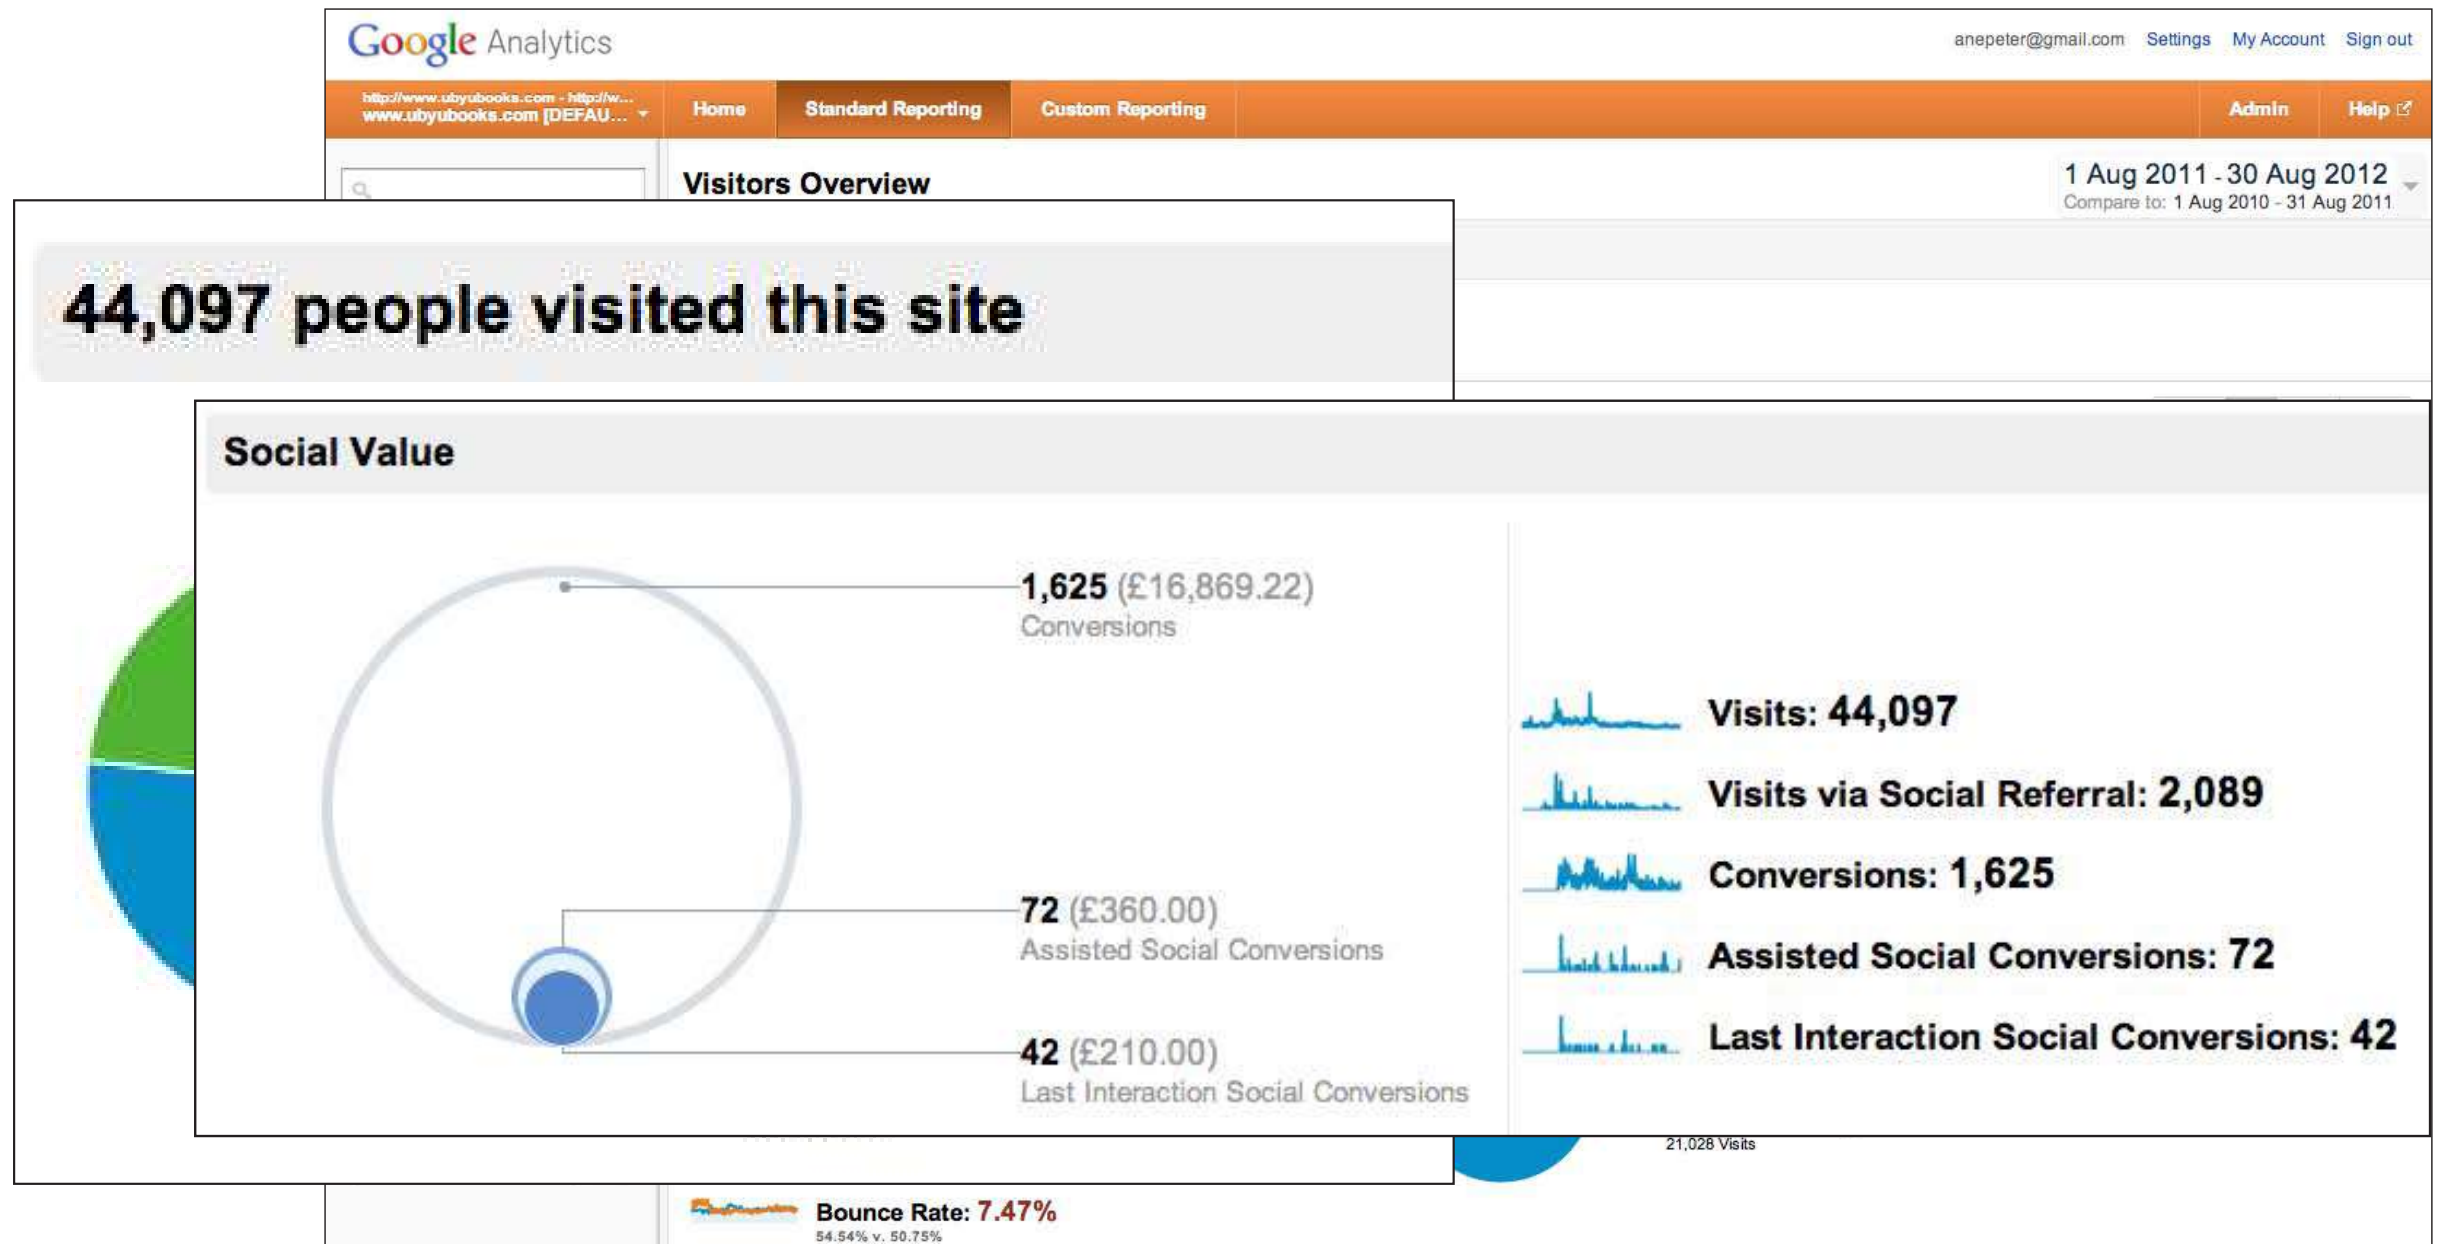 Google Analytics
anepeter@gmail.com Settings My Account Sign out
http://www.ubyubooks.com - http://w...
www.ubyubooks.com [DEFAU...
Home Standard Reporting Custom Reporting Admin Help
Visitors Overview
1 Aug 2011 - 30 Aug 2012
Compare to: 1 Aug 2010 - 31 Aug 2011
44,097 people visited this site
Social Value
1,625 (£16,869.22)
Conversions
72 (£360.00)
Assisted Social Conversions
42 (£210.00)
Last Interaction Social Conversions
Visits: 44,097
Visits via Social Referral: 2,089
Conversions: 1,625
Assisted Social Conversions: 72
Last Interaction Social Conversions: 42
21,028 Visits
Bounce Rate: 7.47%
54.54% v. 50.75%